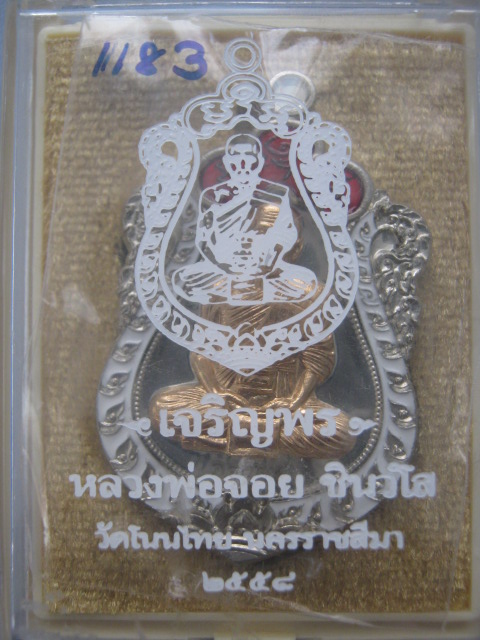 1183
เจริญพร
หลวงพ่อจอย ชินวํโส
วัดโนนไทย นครราชสีมา
๒๕๕๔